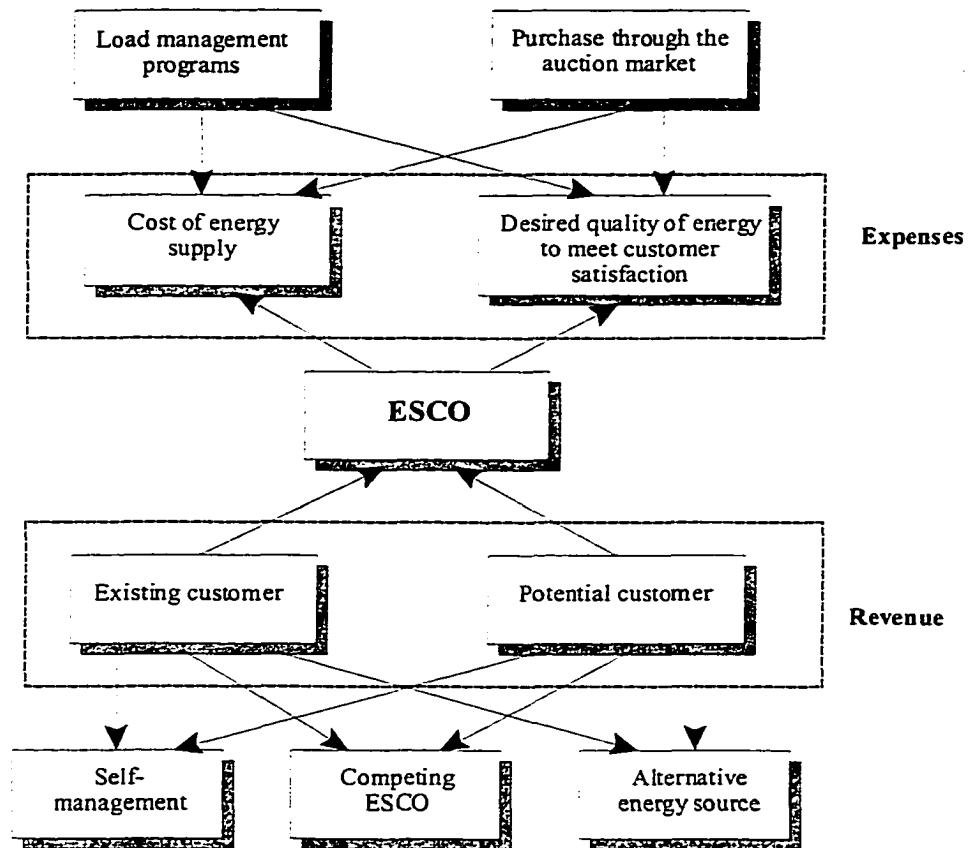 Load management
programs
Purchase through the
auction market
Cost of energy
supply
Desired quality of energy
to meet customer
satisfaction
Expenses
ESCO
Existing customer
Potential customer
Revenue
Self-
management
Competing
ESCO
Alternative
energy source